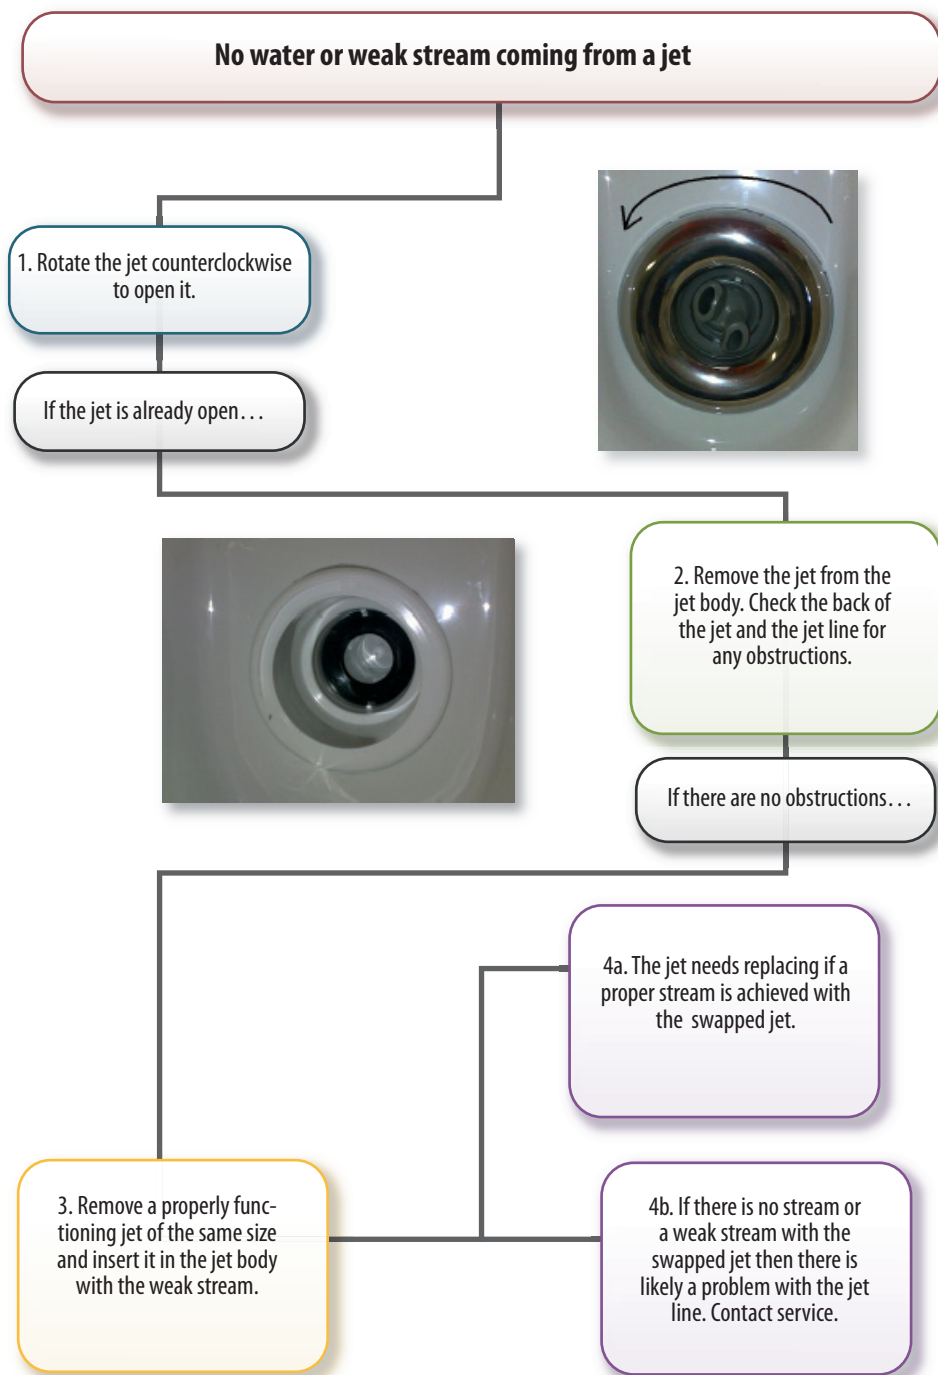 No water or weak stream coming from a jet
1. Rotate the jet counterclockwise
to open it.
If the jet is already open…
2. Remove the jet from the
jet body. Check the back of
the jet and the jet line for
any obstructions.
If there are no obstructions…
4a. The jet needs replacing if a
proper stream is achieved with
the swapped jet.
3. Remove a properly func-
tioning jet of the same size
and insert it in the jet body
with the weak stream.
4b. If there is no stream or
a weak stream with the
swapped jet then there is
likely a problem with the jet
line. Contact service.